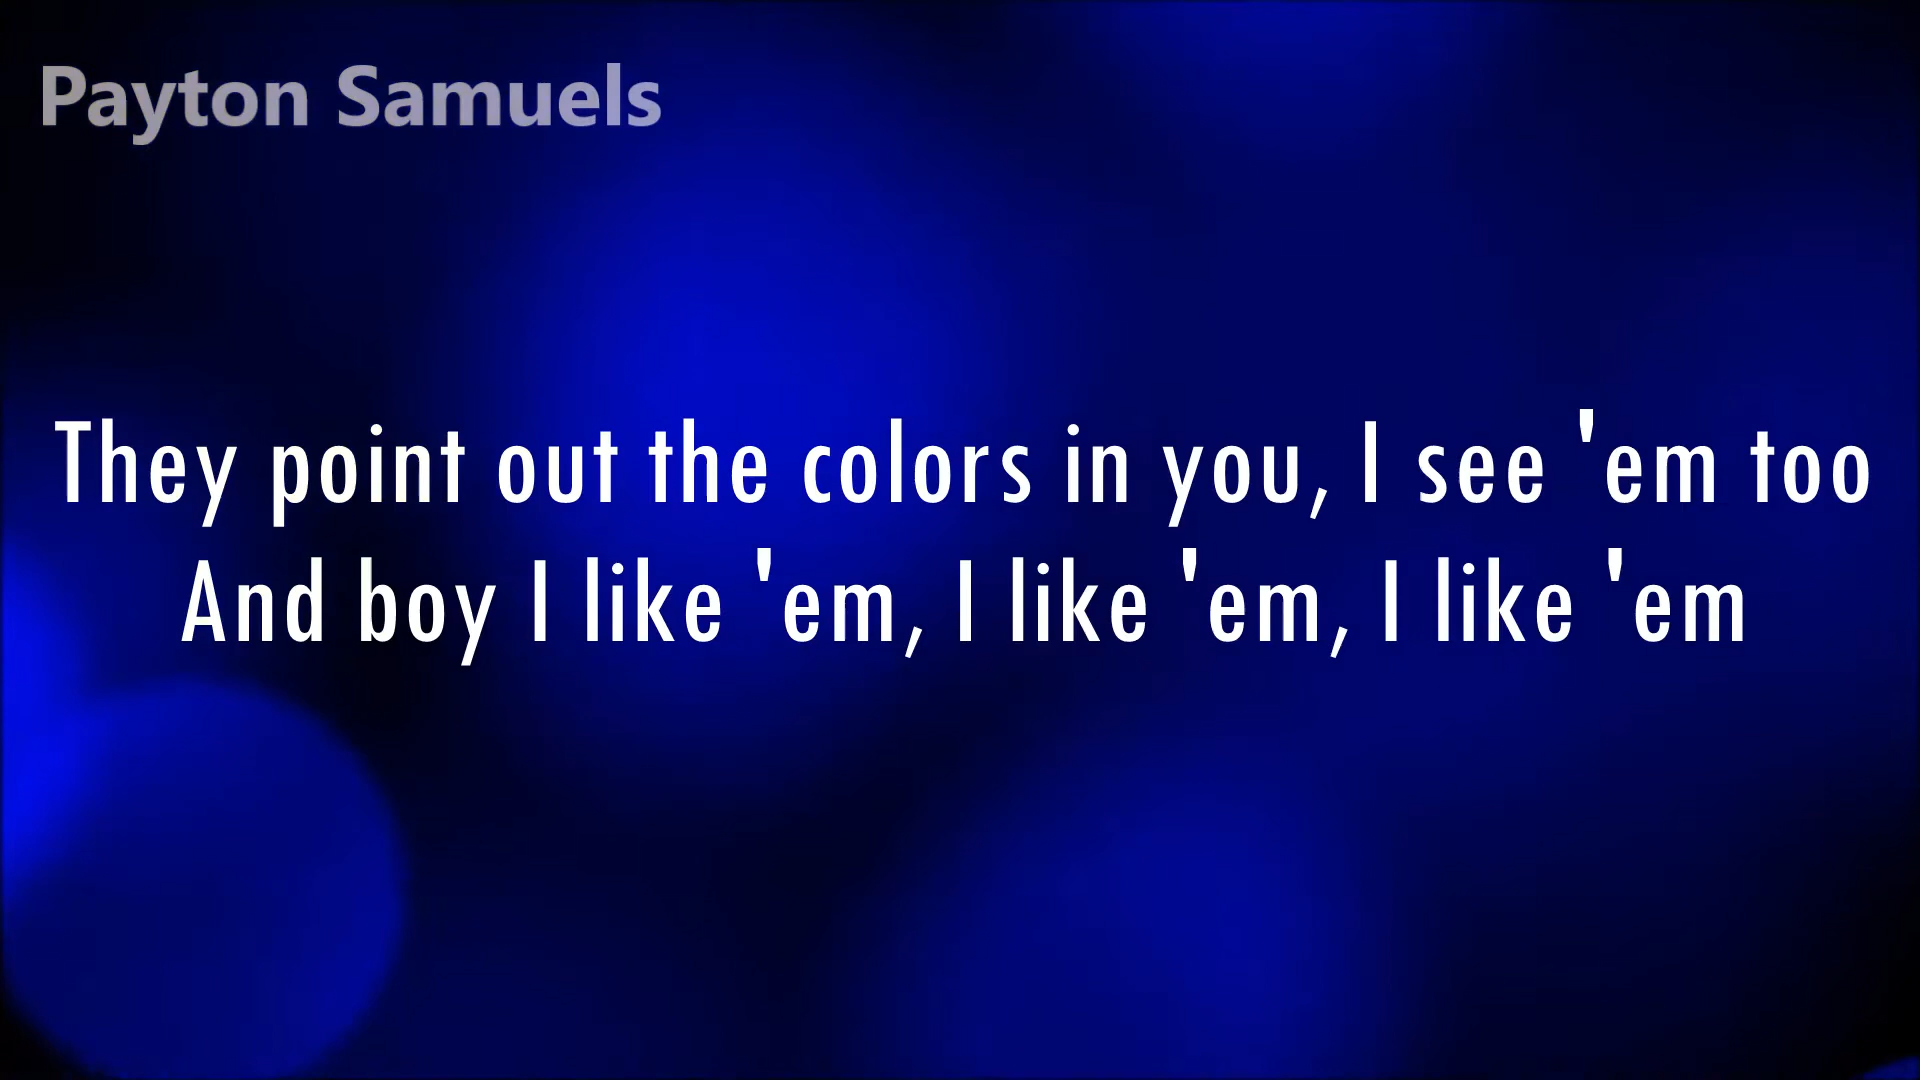 Payton Samuels
They point out the colors in you, I see 'em too
And boy I like 'em, I like 'em, I like 'em